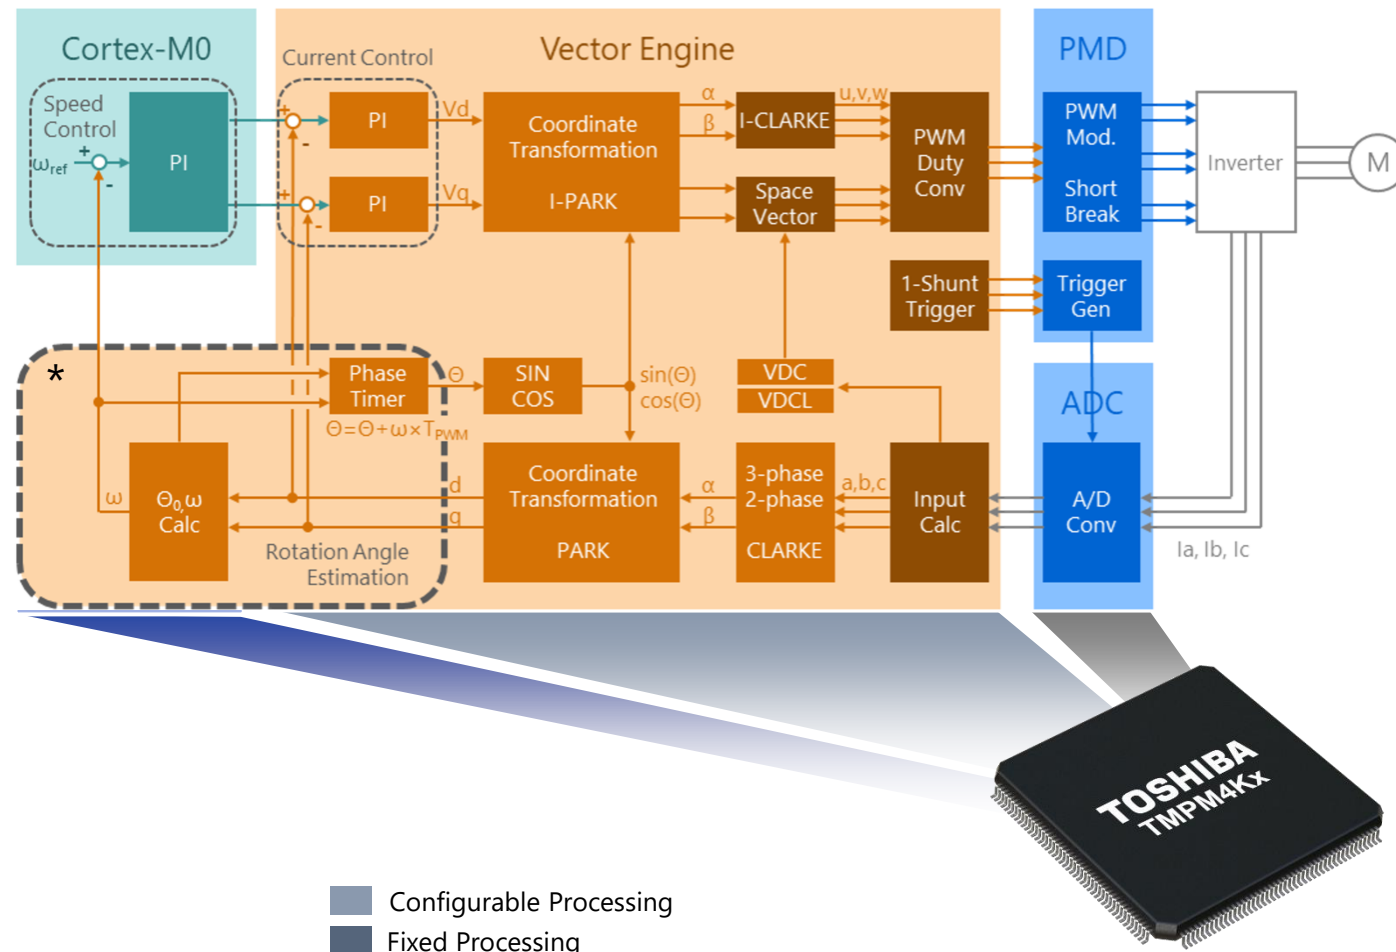 Cortex-M0
Vector Engine
PMD
Current Control
Speed
Control
ω_ref
+
-
PI
+
-
PI
Vd
+
-
PI
Vq
Coordinate
Transformation
I-PARK
α
β
I-CLARKE
u,v,w
Space
Vector
PWM
Duty
Conv
PWM
Mod.
Short
Break
Inverter
M
1-Shunt
Trigger
Trigger
Gen
*
Phase
Timer
Θ
SIN
COS
sin(Θ)
cos(Θ)
VDC
VDCL
ADC
Θ=Θ+ω×T_PWM
ω
Θ₀,ω
Calc
d
q
Coordinate
Transformation
PARK
α
β
3-phase
2-phase
CLARKE
a,b,c
Input
Calc
A/D
Conv
Ia, Ib, Ic
Rotation Angle
Estimation
TOSHIBA
TMPM4Kx
Configurable Processing
Fixed Processing